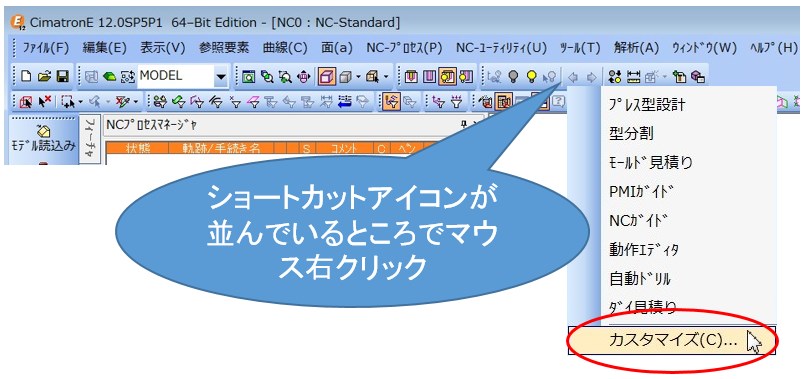 CimatronE 12.0SP5P1 64–Bit Edition - [NC0 : NC-Standard]
ﾌｧｲﾙ(F) 編集(E) 表示(V) 参照要素 曲線(C) 面(a) NC-ﾌﾟﾛｾｽ(P) NC-ﾕｰﾃｨﾘﾃｨ(U) ﾂｰﾙ(T) 解析(A) ｳｨﾝﾄﾞｳ(W) ﾍﾙﾌﾟ(H)
MODEL
ﾓﾃﾞﾙ読込み
フィーチャ
NCﾌﾟﾛｾｽﾏﾈｰｼﾞｬ
状態 軌跡/手続き名 S ｺﾒﾝﾄ C ﾍﾟﾝ
ショートカットアイコンが
並んでいるところでマウ
ス右クリック
ﾌﾟﾚｽ型設計
型分割
ﾓｰﾙﾄﾞ見積り
PMIｶﾞｲﾄﾞ
NCｶﾞｲﾄﾞ
動作ｴﾃﾞｨﾀ
自動ﾄﾞﾘﾙ
ﾀﾞｲ見積り
カスタマイズ(C)...